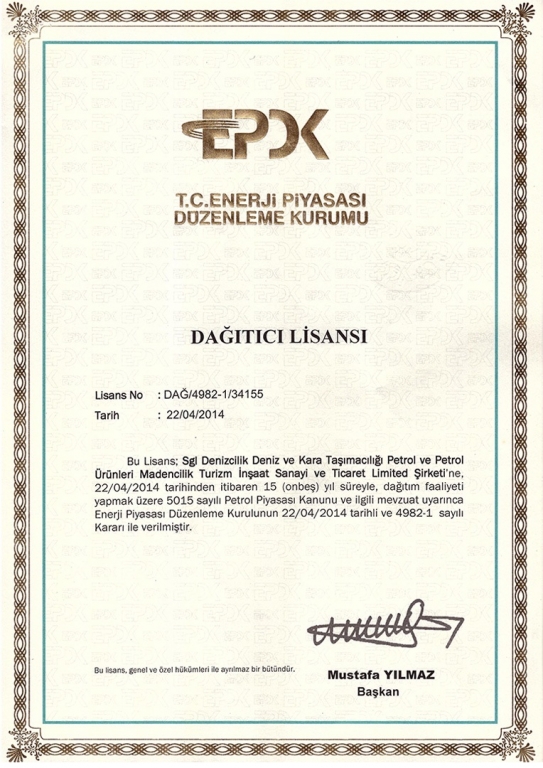 EPDK
T.C.ENERJİ PİYASASI
DÜZENLEME KURUMU
DAĞITICI LİSANSI
Lisans No : DAĞ/4982-1/34155
Tarih : 22/04/2014
Bu Lisans; Sgl Denizcilik Deniz ve Kara Taşımacılığı Petrol ve Petrol
Ürünleri Madencilik Turizm İnşaat Sanayi ve Ticaret Limited Şirketi'ne,
22/04/2014 tarihinden itibaren 15 (onbeş) yıl süreyle, dağıtım faaliyeti
yapmak üzere 5015 sayılı Petrol Piyasası Kanunu ve ilgili mevzuat uyarınca
Enerji Piyasası Düzenleme Kurulunun 22/04/2014 tarihli ve 4982-1 sayılı
Kararı ile verilmiştir.
Bu lisans, genel ve özel hükümleri ile ayrılmaz bir bütündür.
Mustafa YILMAZ
Başkan